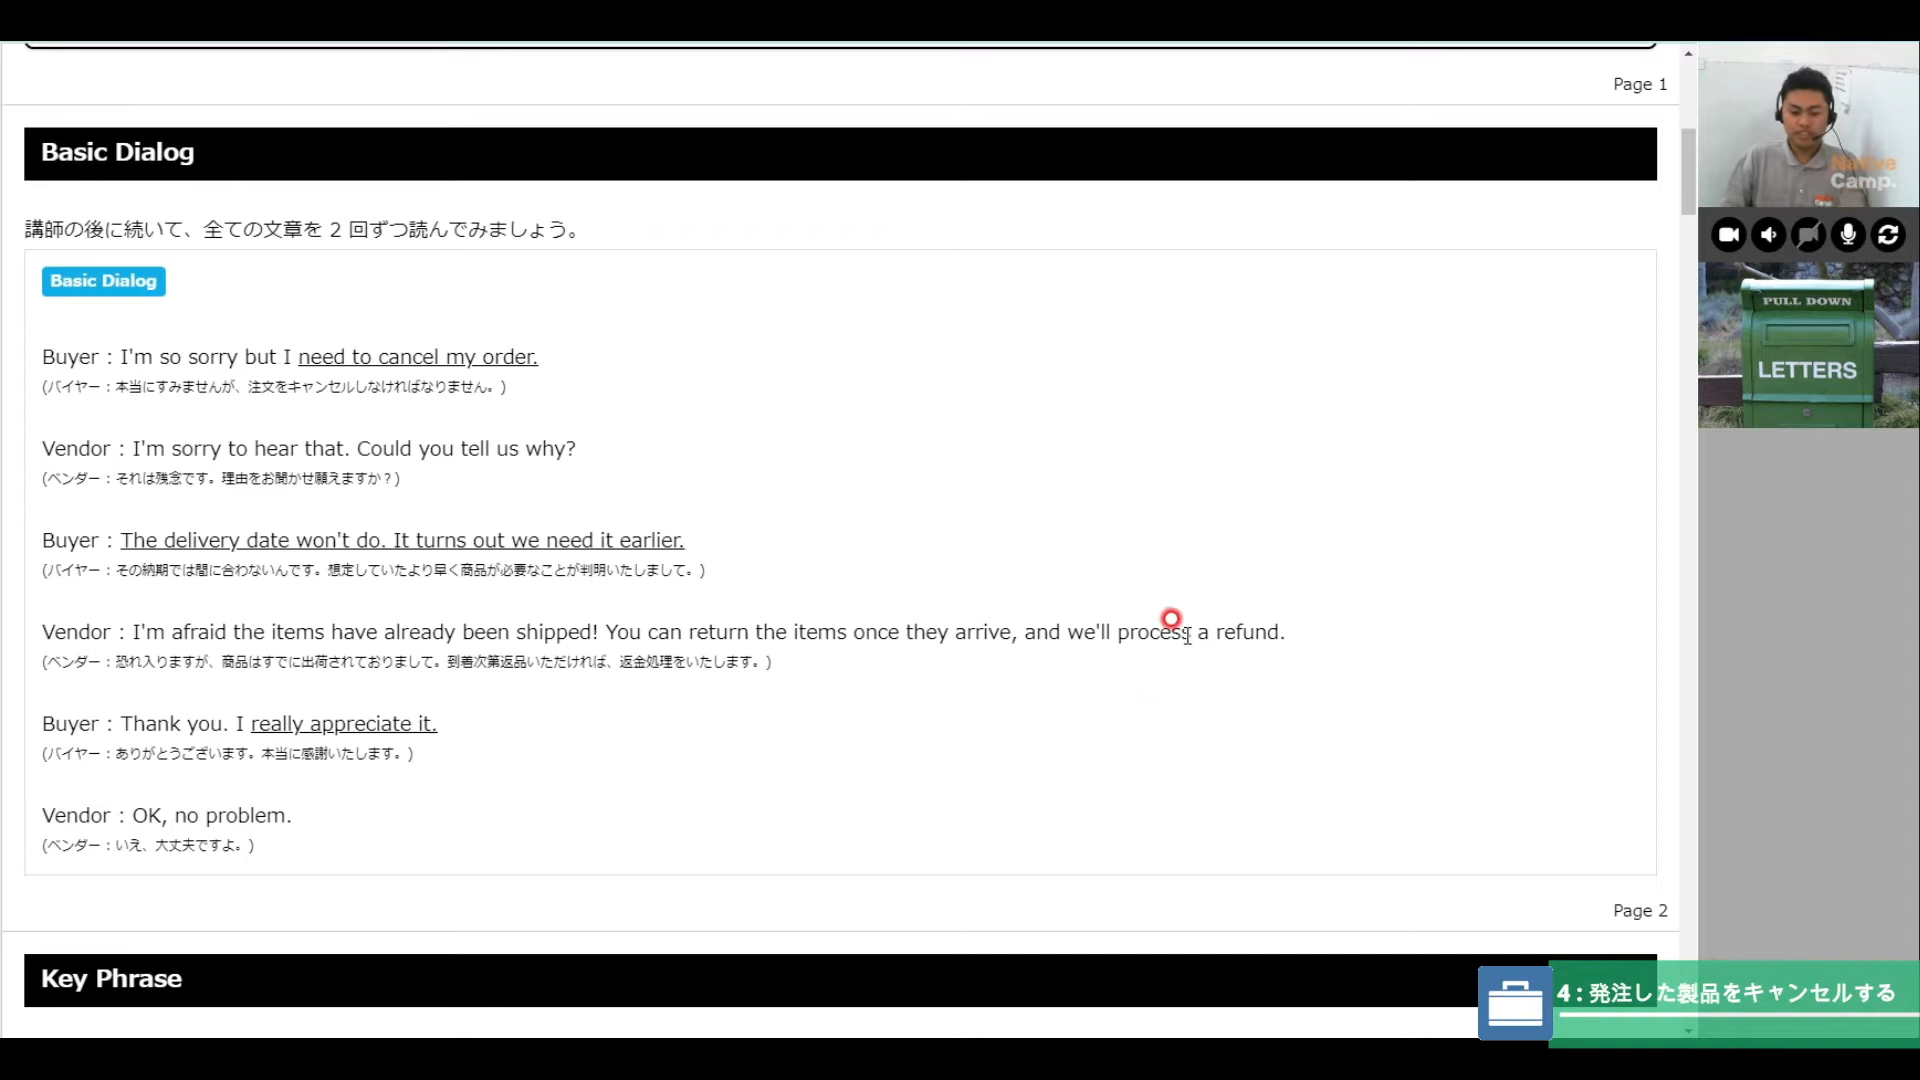 Page 1
Basic Dialog
講師の後に続いて、全ての文章を 2 回ずつ読んでみましょう。
Basic Dialog
Buyer : I'm so sorry but I need to cancel my order.
(バイヤー：本当にすみませんが、注文をキャンセルしなければなりません。)
Vendor : I'm sorry to hear that. Could you tell us why?
(ベンダー：それは残念です。理由をお聞かせ願えますか？)
Buyer : The delivery date won't do. It turns out we need it earlier.
(バイヤー：その納期では間に合わないんです。想定していたより早く商品が必要なことが判明いたしまして。)
Vendor : I'm afraid the items have already been shipped! You can return the items once they arrive, and we'll process a refund.
(ベンダー：恐れ入りますが、商品はすでに出荷されておりまして。到着次第返品いただければ、返金処理をいたします。)
Buyer : Thank you. I really appreciate it.
(バイヤー：ありがとうございます。本当に感謝いたします。)
Vendor : OK, no problem.
(ベンダー：いえ、大丈夫ですよ。)
Page 2
Key Phrase
Native
Camp.
PULL DOWN
LETTERS
4：発注した製品をキャンセルする